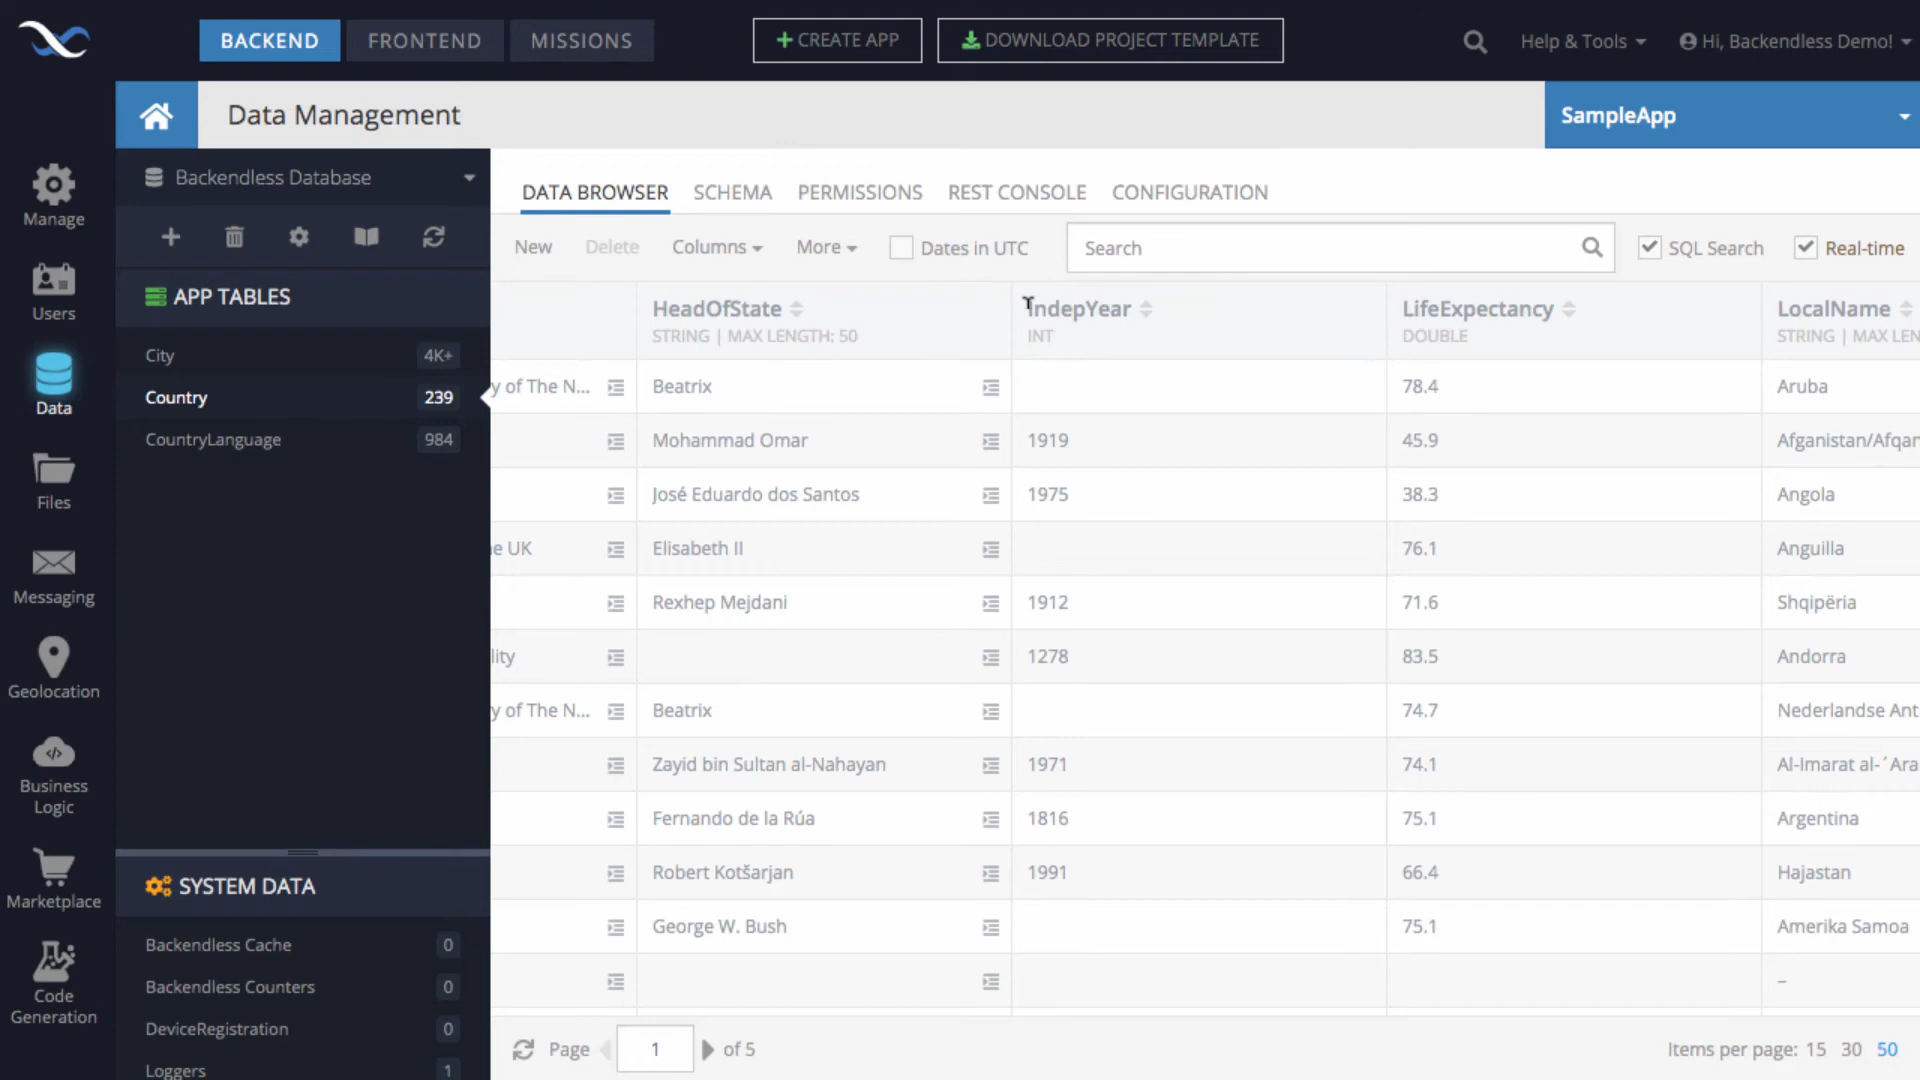 BACKEND FRONTEND MISSIONS CREATE APP DOWNLOAD PROJECT TEMPLATE Help & Tools Hi, Backendless Demo!
Data Management SampleApp
Backendless Database
DATA BROWSER SCHEMA PERMISSIONS REST CONSOLE CONFIGURATION
New Delete Columns More Dates in UTC Search SQL Search Real-time
Manage
Users
Data
Files
Messaging
Geolocation
Business
Logic
Marketplace
Code
Generation
APP TABLES
City 4K+
Country 239
CountryLanguage 984
SYSTEM DATA
Backendless Cache 0
Backendless Counters 0
DeviceRegistration 0
Loggers 1
HeadOfState IndepYear LifeExpectancy LocalName
STRING | MAX LENGTH: 50 INT DOUBLE STRING | MAX LEN
y of The N... Beatrix 78.4 Aruba
Mohammad Omar 1919 45.9 Afganistan/Afqan
José Eduardo dos Santos 1975 38.3 Angola
e UK Elisabeth II 76.1 Anguilla
Rexhep Mejdani 1912 71.6 Shqipëria
lity 1278 83.5 Andorra
y of The N... Beatrix 74.7 Nederlandse Ant
Zayid bin Sultan al-Nahayan 1971 74.1 Al-Imarat al-´Ara
Fernando de la Rúa 1816 75.1 Argentina
Robert Kotšarjan 1991 66.4 Hajastan
George W. Bush 75.1 Amerika Samoa
–
Page 1 of 5 Items per page: 15 30 50